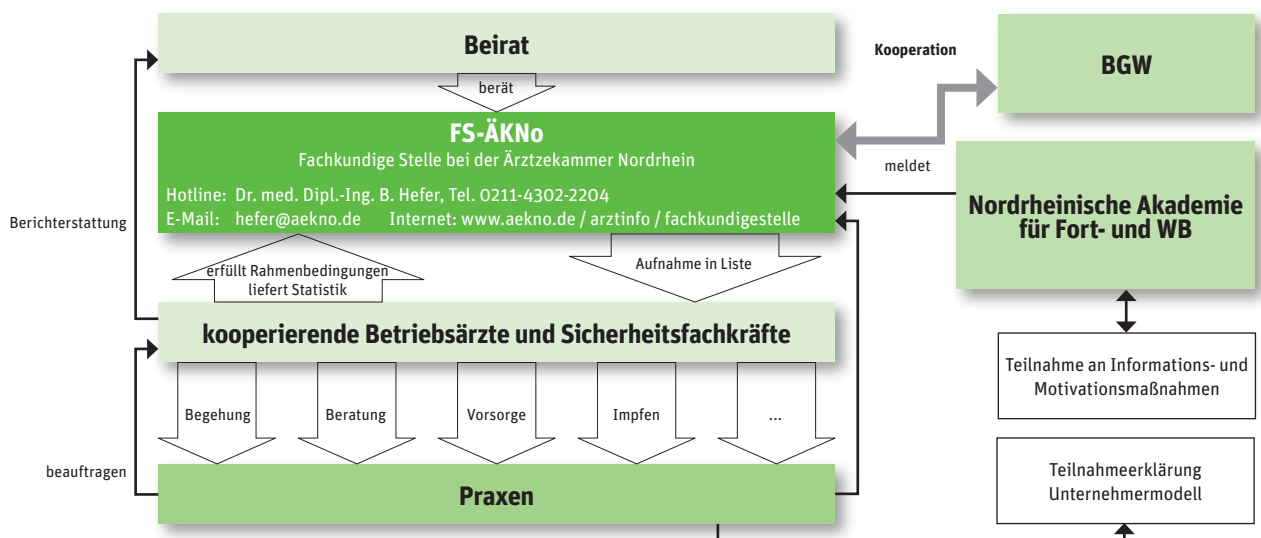 Beirat
Kooperation
BGW
berät
FS-ÄKNo
Fachkundige Stelle bei der Ärztzekammer Nordrhein
Hotline: Dr. med. Dipl.-Ing. B. Hefer, Tel. 0211-4302-2204
E-Mail: hefer@aekno.de Internet: www.aekno.de / arztinfo / fachkundigestelle
meldet
Nordrheinische Akademie
für Fort- und WB
Berichterstattung
erfüllt Rahmenbedingungen
liefert Statistik
Aufnahme in Liste
kooperierende Betriebsärzte und Sicherheitsfachkräfte
Teilnahme an Informations- und
Motivationsmaßnahmen
Begehung
Beratung
Vorsorge
Impfen
...
beauftragen
Praxen
Teilnahmeerklärung
Unternehmermodell